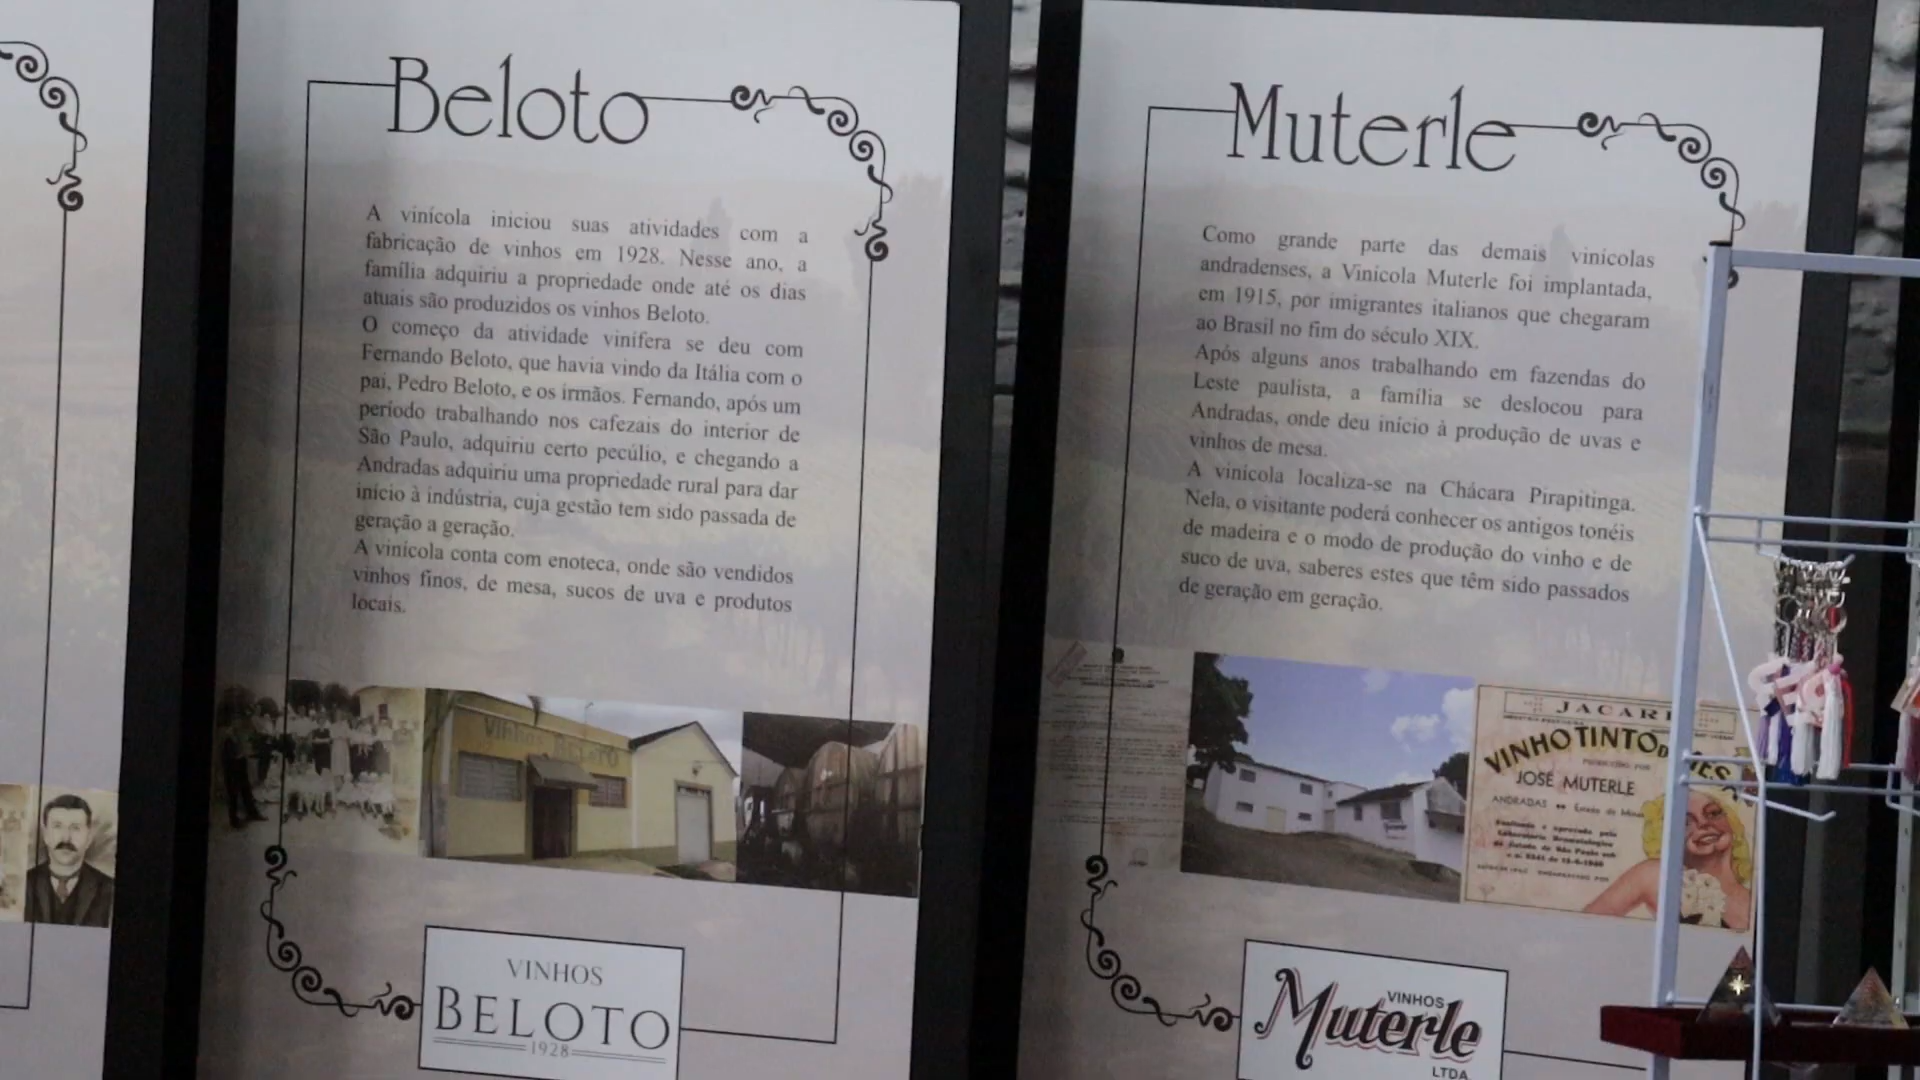 Beloto
A vinícola iniciou suas atividades com a
fabricação de vinhos em 1928. Nesse ano, a
família adquiriu a propriedade onde até os dias
atuais são produzidos os vinhos Beloto.
O começo da atividade vinífera se deu com
Fernando Beloto, que havia vindo da Itália com o
pai, Pedro Beloto, e os irmãos. Fernando, após um
período trabalhando nos cafezais do interior de
São Paulo, adquiriu certo pecúlio, e chegando a
Andradas adquiriu uma propriedade rural para dar
início à indústria, cuja gestão tem sido passada de
geração a geração.
A vinícola conta com enoteca, onde são vendidos
vinhos finos, de mesa, sucos de uva e produtos
locais.
VINHOS BELOTO
VINHOS
BELOTO
1928
Muterle
Como grande parte das demais vinícolas
andradenses, a Vinícola Muterle foi implantada,
em 1915, por imigrantes italianos que chegaram
ao Brasil no fim do século XIX.
Após alguns anos trabalhando em fazendas do
Leste paulista, a família se deslocou para
Andradas, onde deu início à produção de uvas e
vinhos de mesa.
A vinícola localiza-se na Chácara Pirapitinga.
Nela, o visitante poderá conhecer os antigos tonéis
de madeira e o modo de produção do vinho e de
suco de uva, saberes estes que têm sido passados
de geração em geração.
JACARE
VINHO TINTO
PRODUZIDO POR
JOSÉ MUTERLE
ANDRADAS Estado de Minas
VINHOS
Muterle
LTDA